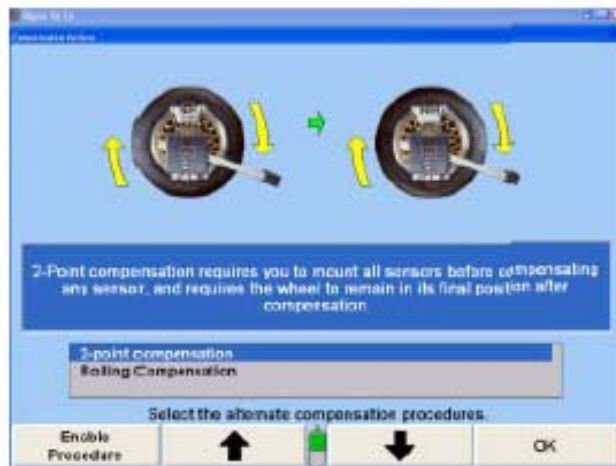 2-Point compensation requires you to mount all sensors before compensating
any sensor, and requires the wheel to remain in its final position after
compensation.
2-point compensation
Rolling Compensation
Select the alternate compensation procedures.
Enable
Procedure
OK